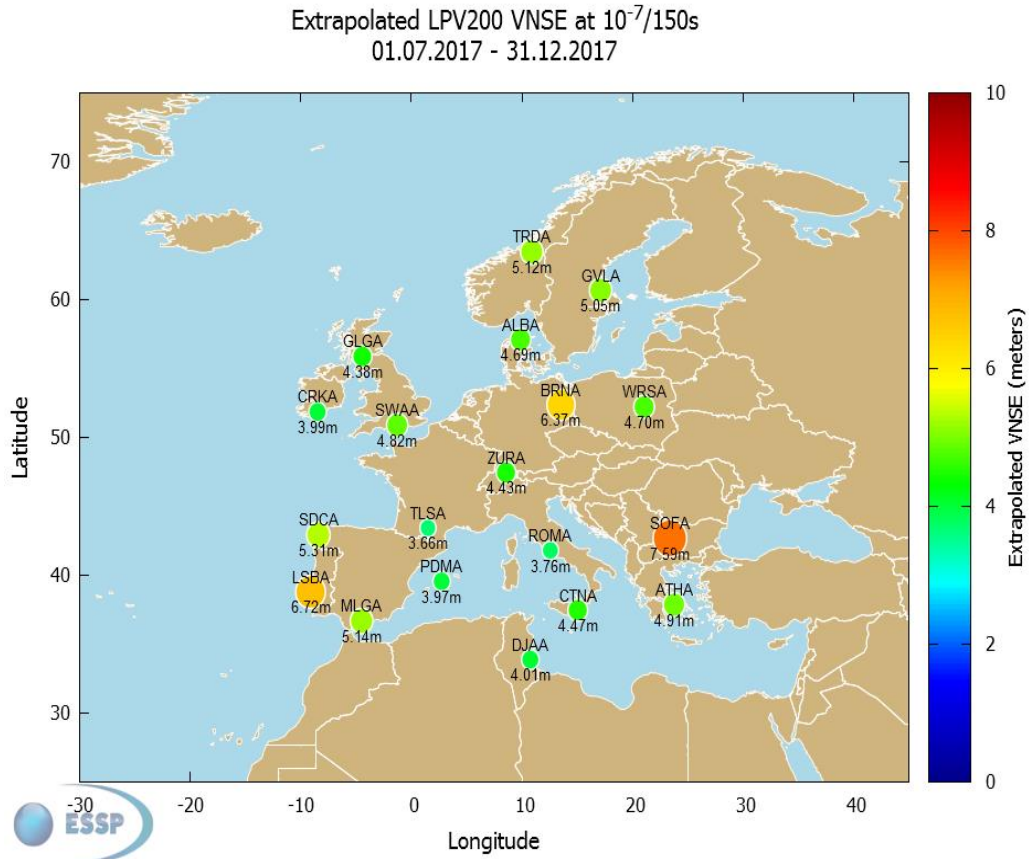 Extrapolated LPV200 VNSE at 10⁻⁷/150s
01.07.2017 - 31.12.2017
TRDA
5.12m
GVLA
5.05m
ALBA
4.69m
GLGA
4.38m
CRKA
3.99m
SWAA
4.82m
BRNA
6.37m
WRSA
4.70m
ZURA
4.43m
TLSA
3.66m
SDCA
5.31m
ROMA
3.76m
SOFA
7.59m
LSBA
6.72m
PDMA
3.97m
MLGA
5.14m
CTNA
4.47m
ATHA
4.91m
DJAA
4.01m
70
60
50
40
30
Latitude
-30
-20
-10
0
10
20
30
40
Longitude
10
8
6
4
2
0
Extrapolated VNSE (meters)
ESSP